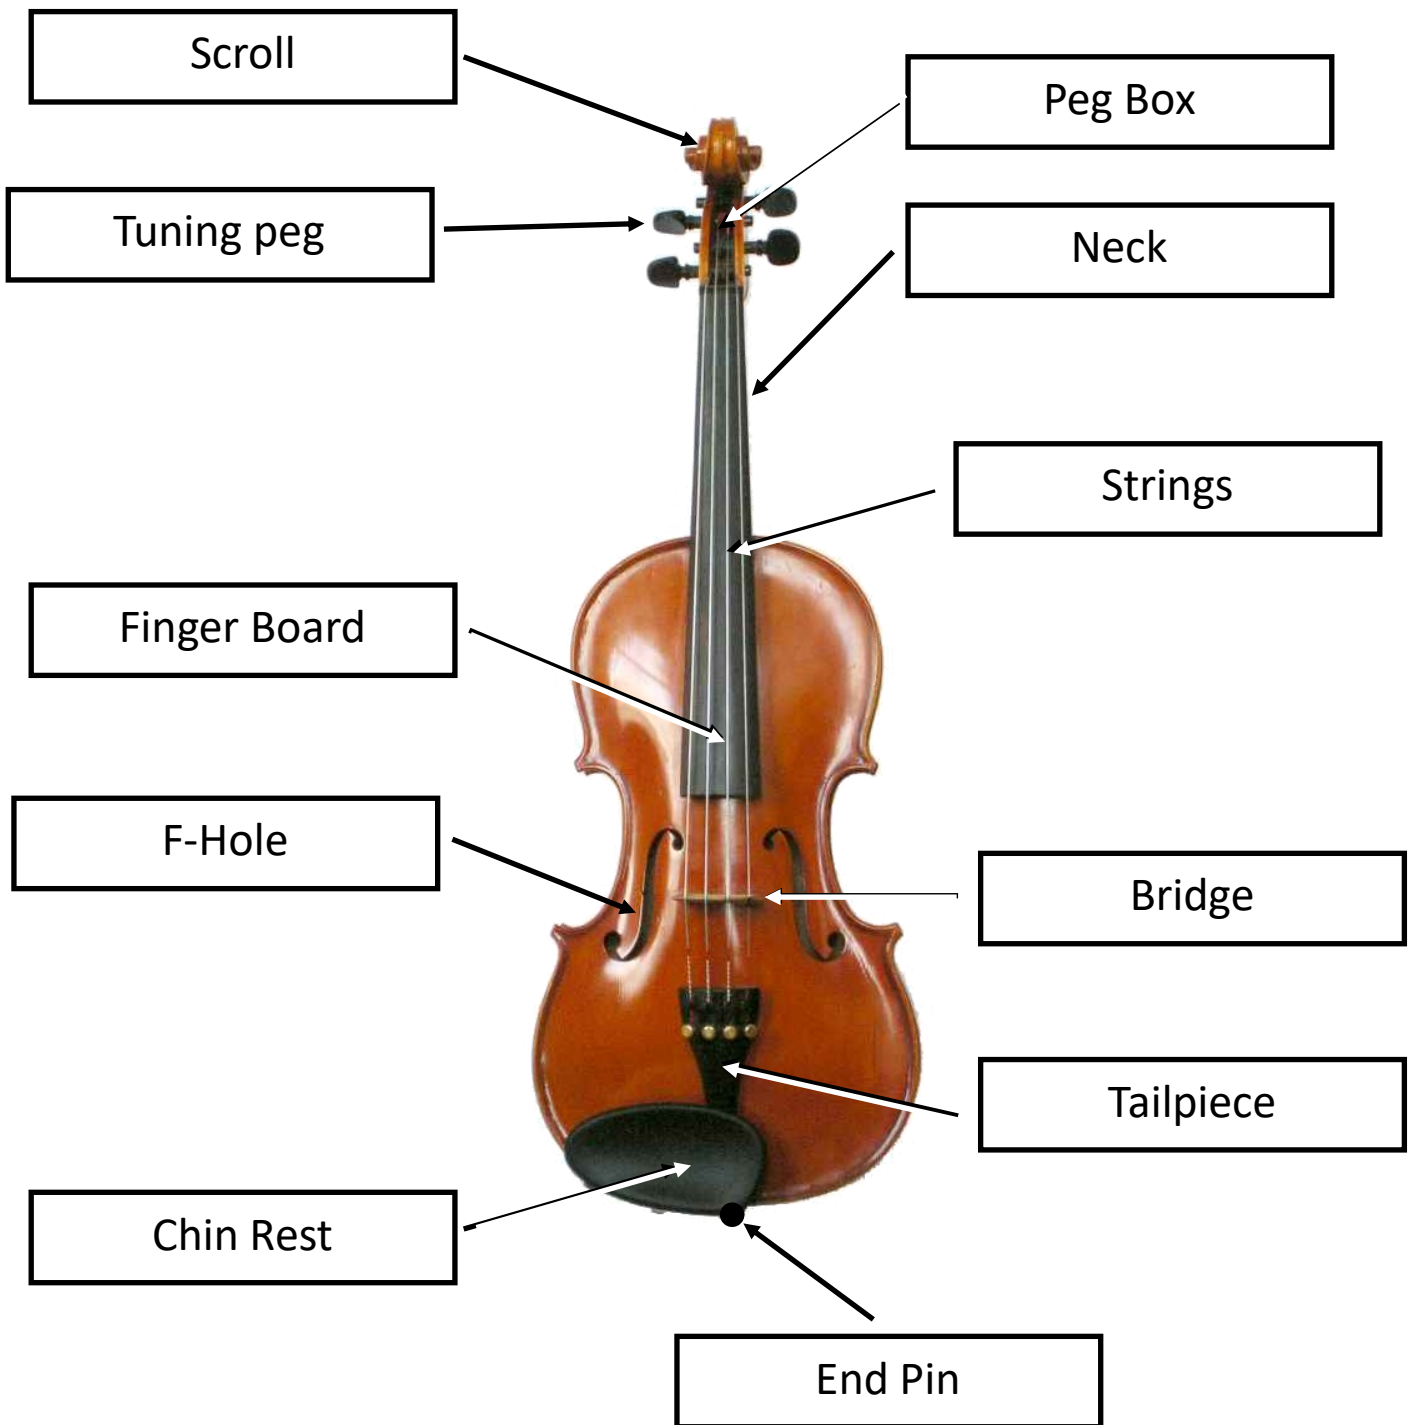 Scroll
Peg Box
Tuning peg
Neck
Strings
Finger Board
F-Hole
Bridge
Tailpiece
Chin Rest
End Pin